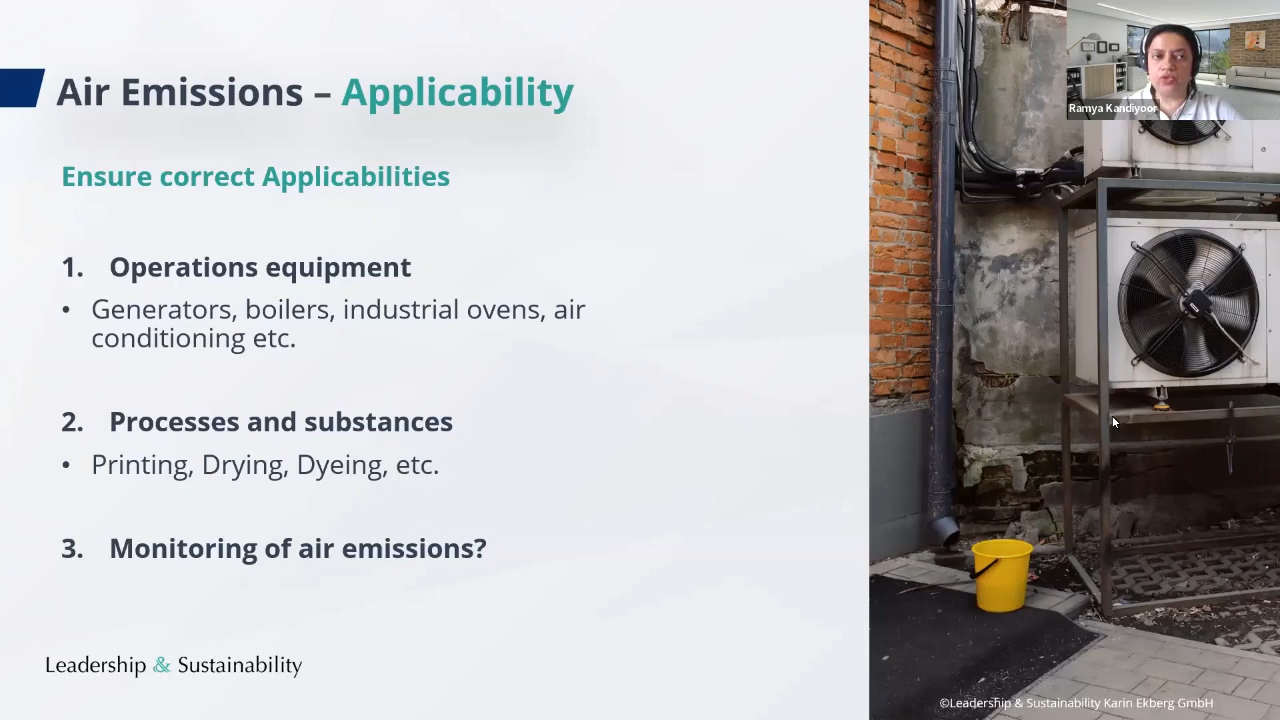 Air Emissions – Applicability
Ramya Kandiyoor
Ensure correct Applicabilities
1. Operations equipment
• Generators, boilers, industrial ovens, air
conditioning etc.
2. Processes and substances
• Printing, Drying, Dyeing, etc.
3. Monitoring of air emissions?
Leadership & Sustainability
©Leadership & Sustainability Karin Ekberg GmbH